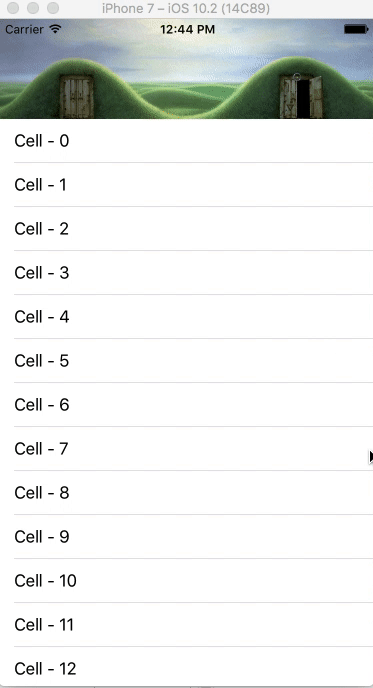 iPhone 7 – iOS 10.2 (14C89)
Carrier 12:44 PM
Cell - 0
Cell - 1
Cell - 2
Cell - 3
Cell - 4
Cell - 5
Cell - 6
Cell - 7
Cell - 8
Cell - 9
Cell - 10
Cell - 11
Cell - 12